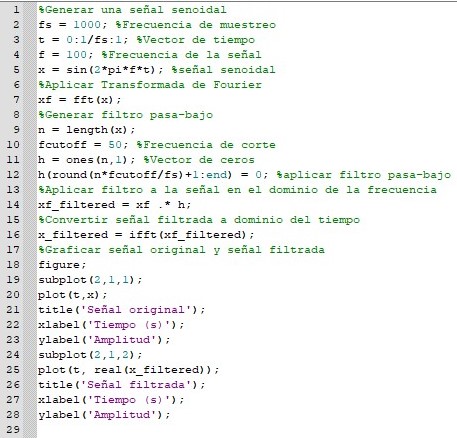 1 %Generar una señal senoidal
2 fs = 1000; %Frecuencia de muestreo
3 t = 0:1/fs:1; %Vector de tiempo
4 f = 100; %Frecuencia de la señal
5 x = sin(2*pi*f*t); %señal senoidal
6 %Aplicar Transformada de Fourier
7 xf = fft(x);
8 %Generar filtro pasa-bajo
9 n = length(x);
10 fcutoff = 50; %Frecuencia de corte
11 h = ones(n,1); %Vector de ceros
12 h(round(n*fcutoff/fs)+1:end) = 0; %aplicar filtro pasa-bajo
13 %Aplicar filtro a la señal en el dominio de la frecuencia
14 xf_filtered = xf .* h;
15 %Convertir señal filtrada a dominio del tiempo
16 x_filtered = ifft(xf_filtered);
17 %Graficar señal original y señal filtrada
18 figure;
19 subplot(2,1,1);
20 plot(t,x);
21 title('Señal original');
22 xlabel('Tiempo (s)');
23 ylabel('Amplitud');
24 subplot(2,1,2);
25 plot(t, real(x_filtered));
26 title('Señal filtrada');
27 xlabel('Tiempo (s)');
28 ylabel('Amplitud');
29